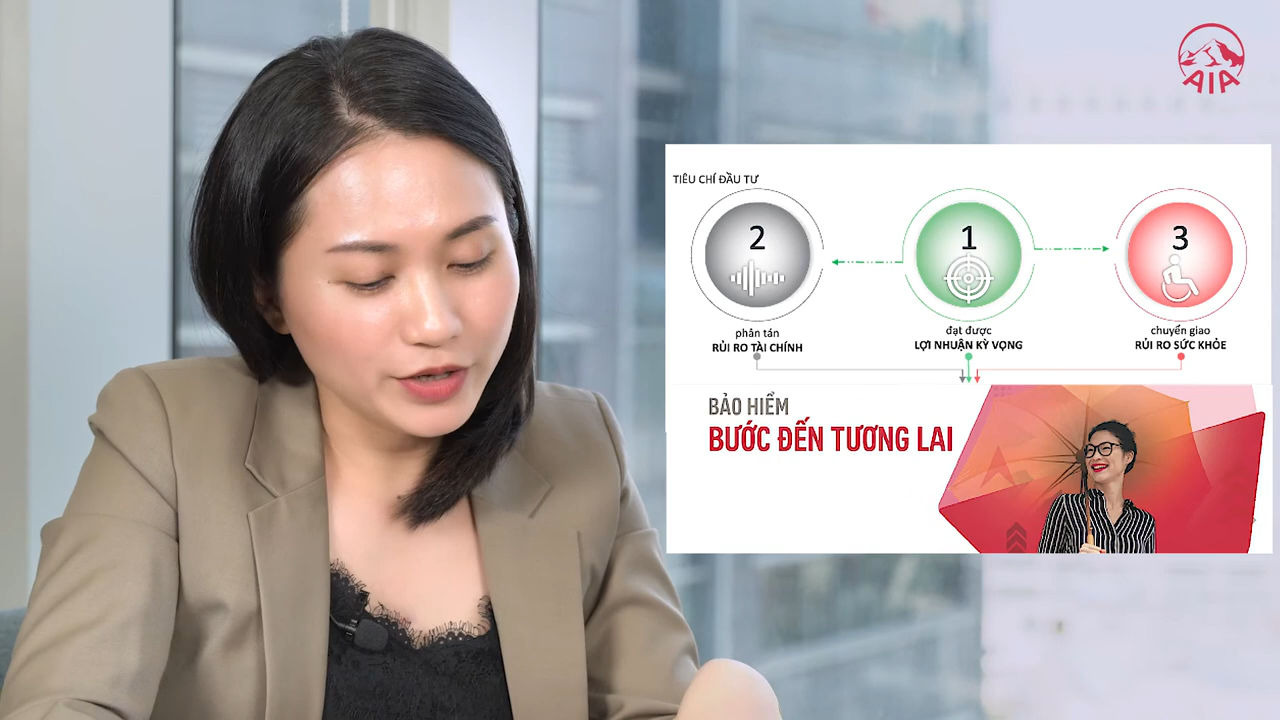 AIA
TIÊU CHÍ ĐẦU TƯ
2
1
3
phân tán
RỦI RO TÀI CHÍNH
đạt được
LỢI NHUẬN KỲ VỌNG
chuyển giao
RỦI RO SỨC KHỎE
BẢO HIỂM
BƯỚC ĐẾN TƯƠNG LAI